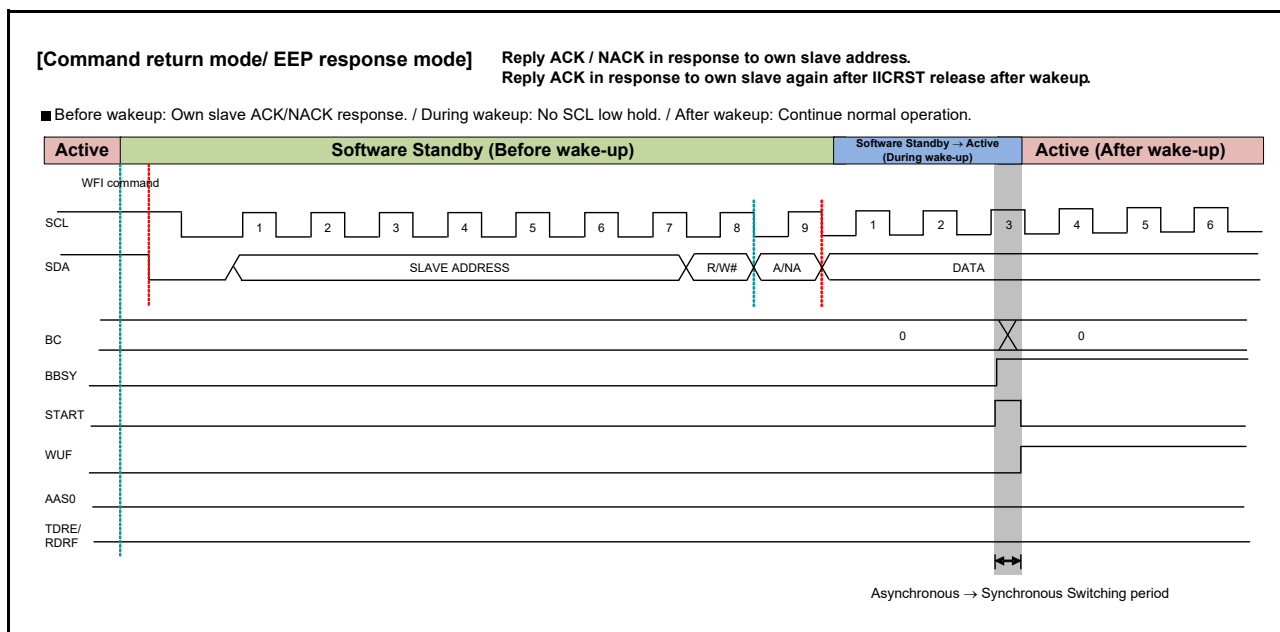 [Command return mode/ EEP response mode] Reply ACK / NACK in response to own slave address.
Reply ACK in response to own slave again after IICRST release after wakeup.
■ Before wakeup: Own slave ACK/NACK response. / During wakeup: No SCL low hold. / After wakeup: Continue normal operation.
Active Software Standby (Before wake-up) Software Standby → Active (During wake-up) Active (After wake-up)
WFI command
SCL 1 2 3 4 5 6 7 8 9 1 2 3 4 5 6
SDA SLAVE ADDRESS R/W# A/NA DATA
BC 0 0
BBSY
START
WUF
AAS0
TDRE/
RDRF
Asynchronous → Synchronous Switching period